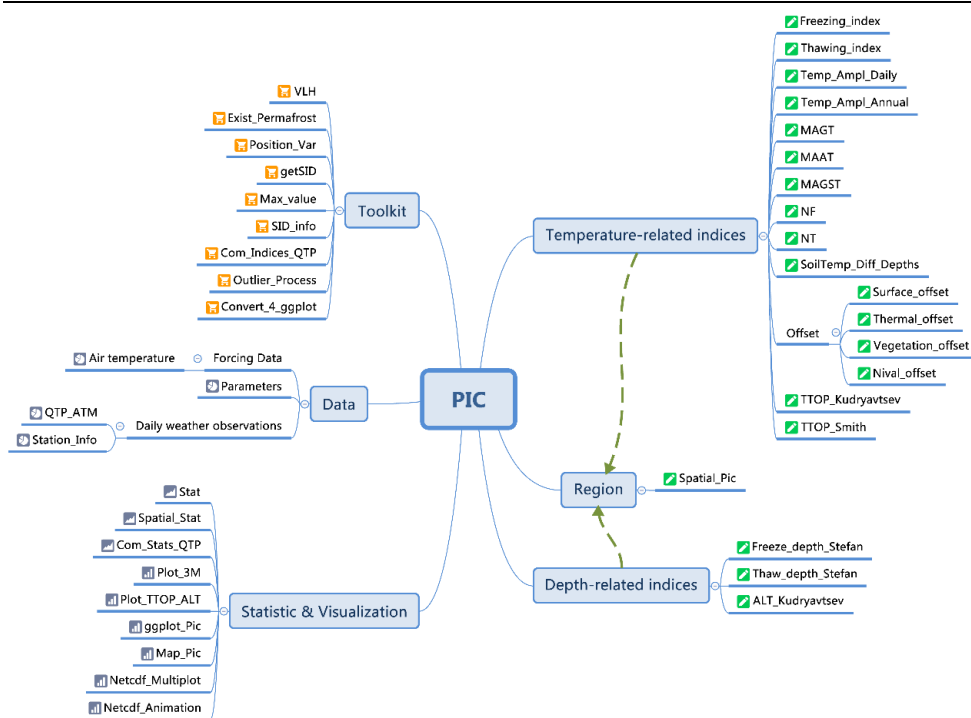 PIC
Toolkit
VLH
Exist_Permafrost
Position_Var
getSID
Max_value
SID_info
Com_Indices_QTP
Outlier_Process
Convert_4_ggplot
Data
Forcing Data
Air temperature
Parameters
Daily weather observations
QTP_ATM
Station_Info
Statistic & Visualization
Stat
Spatial_Stat
Com_Stats_QTP
Plot_3M
Plot_TTOP_ALT
ggplot_Pic
Map_Pic
Netcdf_Multiplot
Netcdf_Animation
Temperature-related indices
Freezing_index
Thawing_index
Temp_Ampl_Daily
Temp_Ampl_Annual
MAGT
MAAT
MAGST
NF
NT
SoilTemp_Diff_Depths
Offset
Surface_offset
Thermal_offset
Vegetation_offset
Nival_offset
TTOP_Kudryavtsev
TTOP_Smith
Region
Spatial_Pic
Depth-related indices
Freeze_depth_Stefan
Thaw_depth_Stefan
ALT_Kudryavtsev